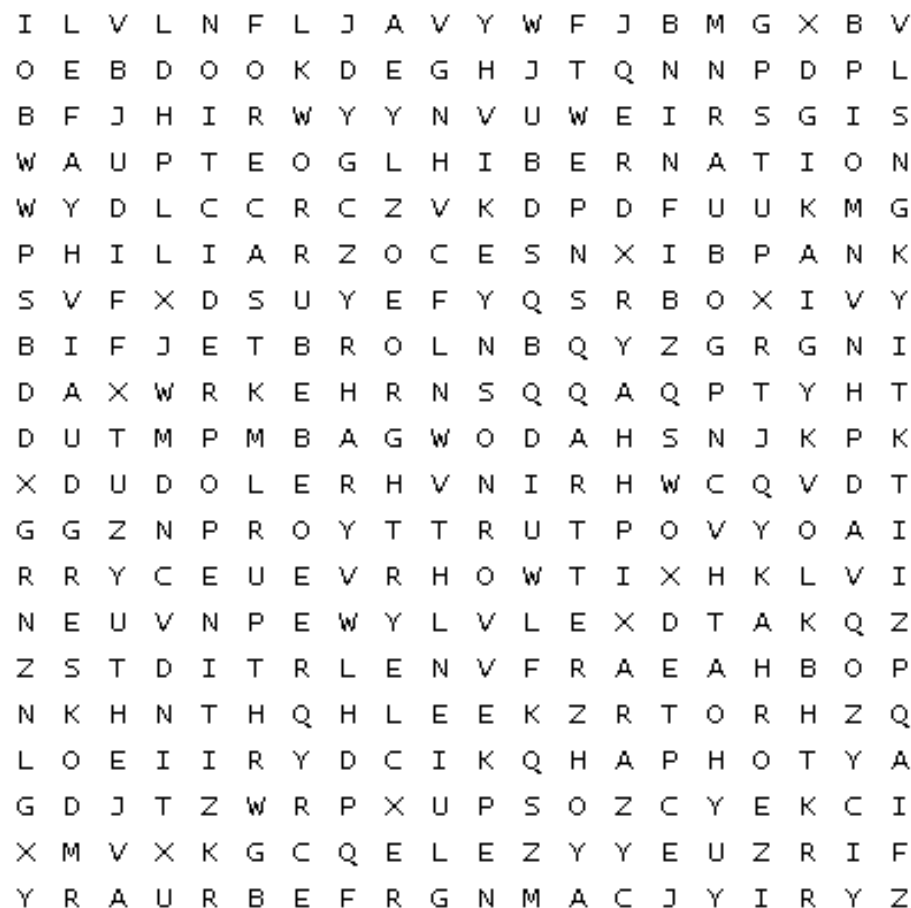 I L V L N F L J A V Y W F J B M G X B V
O E B D O O K D E G H J T Q N N P D P L
B F J H I R W Y Y N V U W E I R S G I S
W A U P T E O G L H I B E R N A T I O N
W Y D L C C R C Z V K D P D F U U K M G
P H I L I A R Z O C E S N X I B P A N K
S V F X D S U Y E F Y Q S R B O X I V Y
B I F J E T B R O L N B Q Y Z G R G N I
D A X W R K E H R N S Q Q A Q P T Y H T
D U T M P M B A G W O D A H S N J K P K
X D U D O L E R H V N I R H W C Q V D T
G G Z N P R O Y T T R U T P O V Y O A I
R R Y C E U E V R H O W T I X H K L V I
N E U V N P E W Y L V L E X D T A K Q Z
Z S T D I T R L E N V F R A E A H B O P
N K H N T H Q H L E E K Z R T O R H Z Q
L O E I I R Y D C I K Q H A P H O T Y A
G D J T Z W R P X U P S O Z C Y E K C I
X M V X K G C Q E L E Z Y Y E U Z R I F
Y R A U R B E F R G N M A C J Y I R Y Z